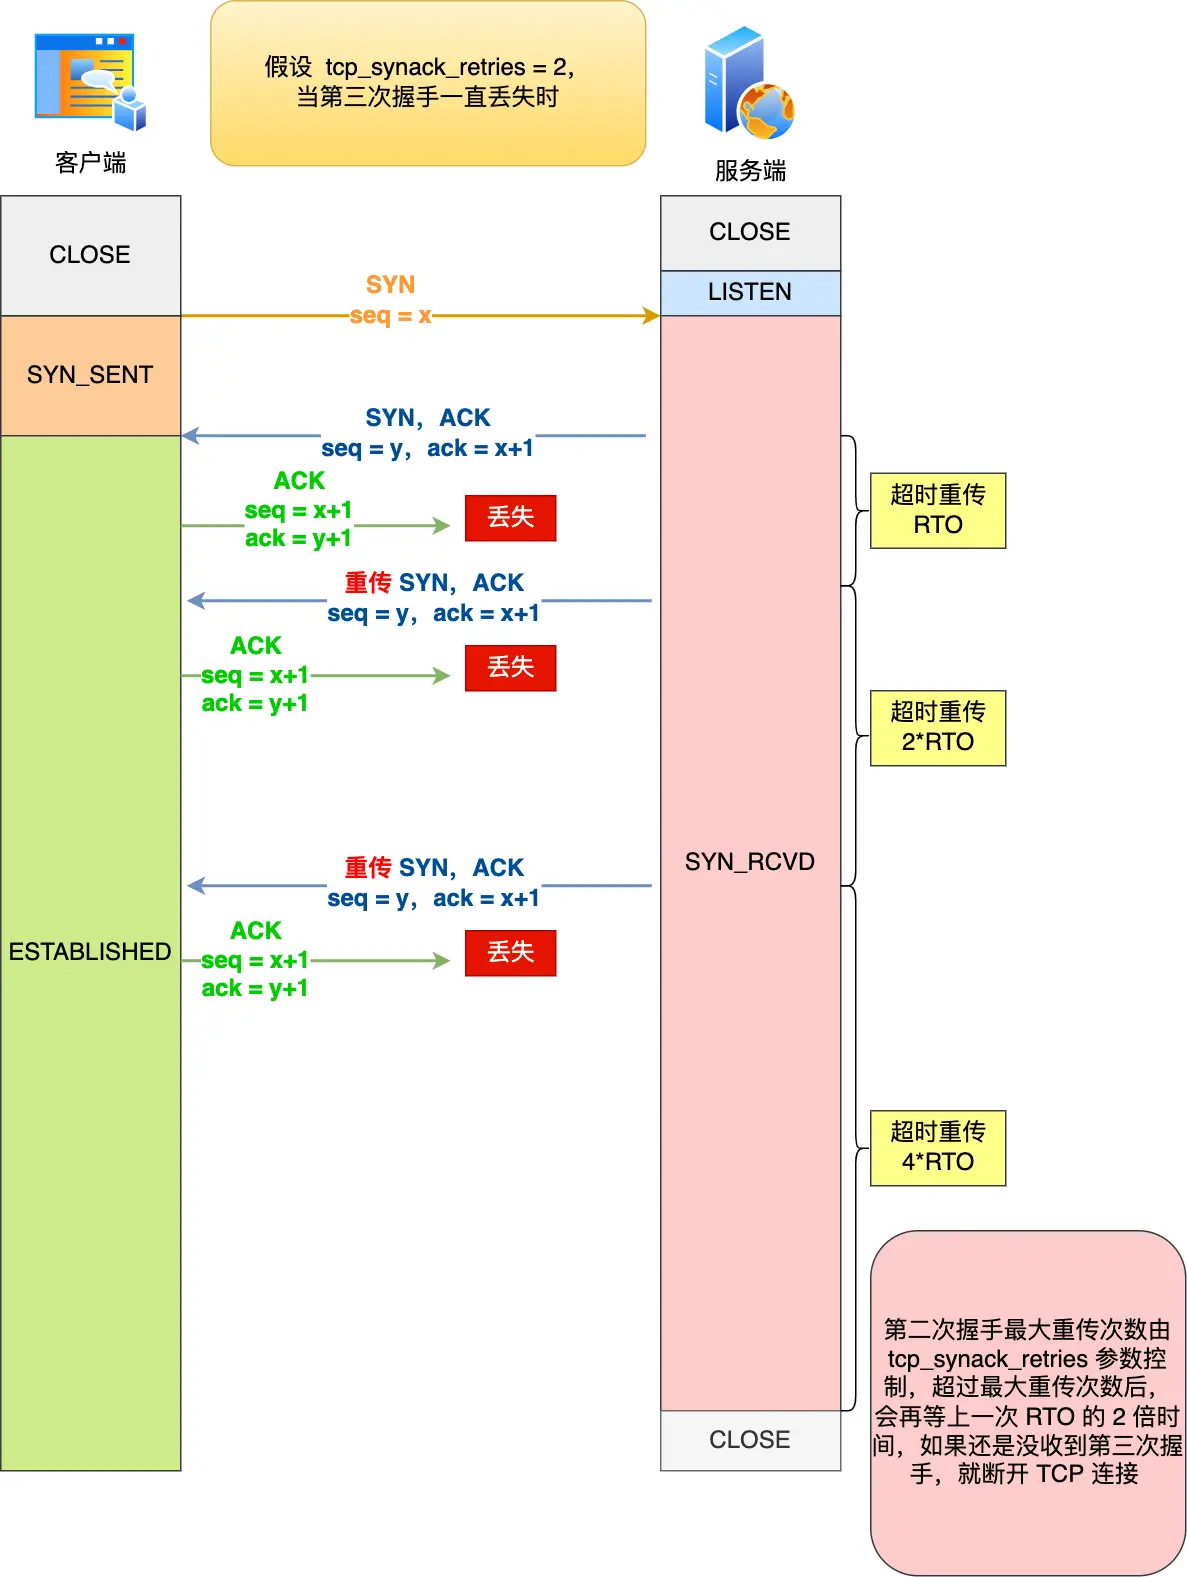 假设 tcp_synack_retries = 2，
当第三次握手一直丢失时
客户端
服务端
CLOSE
CLOSE
LISTEN
SYN
seq = x
SYN_SENT
SYN，ACK
seq = y，ack = x+1
ACK
seq = x+1
ack = y+1
丢失
超时重传
RTO
重传 SYN，ACK
seq = y，ack = x+1
ACK
seq = x+1
ack = y+1
丢失
超时重传
2*RTO
SYN_RCVD
重传 SYN，ACK
seq = y，ack = x+1
ESTABLISHED
ACK
seq = x+1
ack = y+1
丢失
超时重传
4*RTO
第二次握手最大重传次数由
tcp_synack_retries 参数控
制，超过最大重传次数后，
会再等上一次 RTO 的 2 倍时
间，如果还是没收到第三次握
手，就断开 TCP 连接
CLOSE